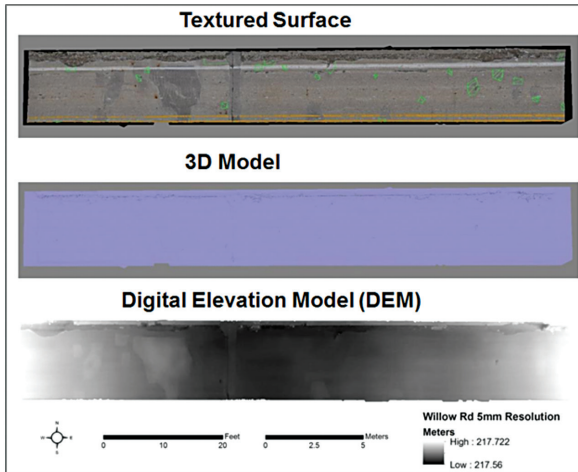 Textured Surface
3D Model
Digital Elevation Model (DEM)
Willow Rd 5mm Resolution
Meters
High : 217.722
Low : 217.56
N
W E
S
Feet
0 10 20
Meters
0 2.5 5